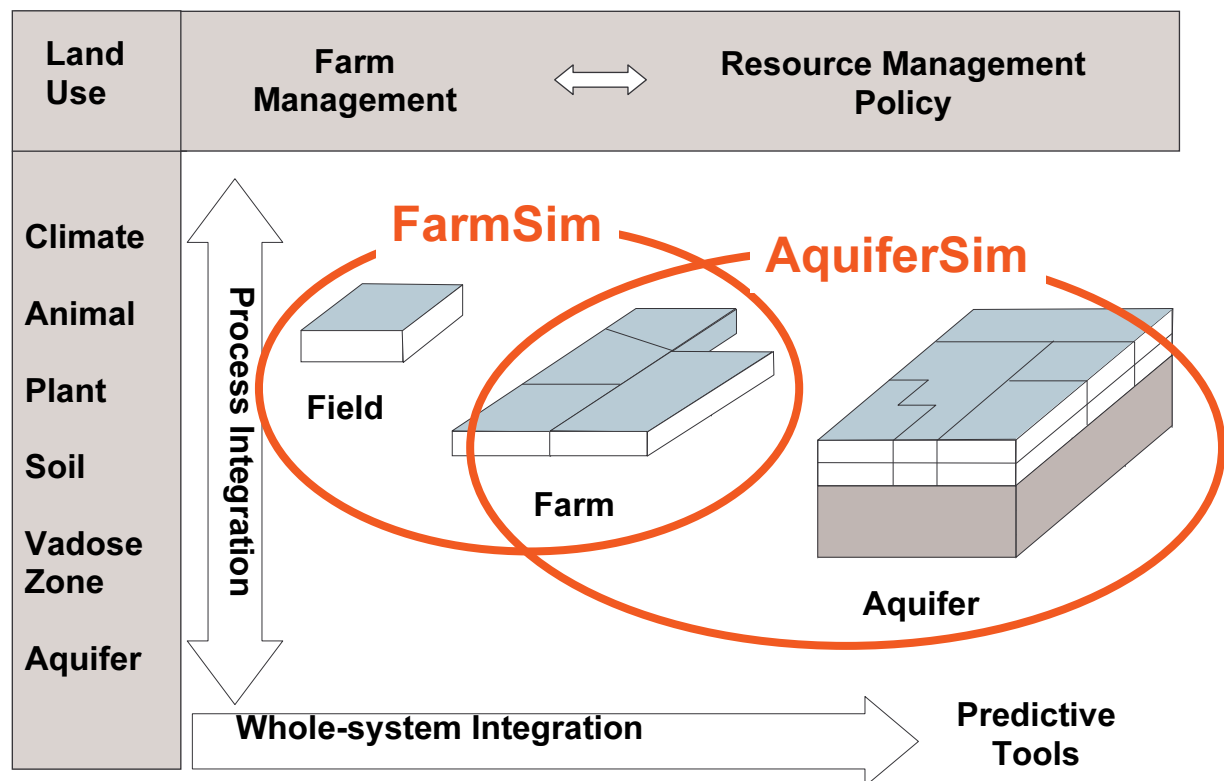 Land
Use
Farm
Management
Resource Management
Policy
Climate
Animal
Plant
Soil
Vadose
Zone
Aquifer
Process Integration
FarmSim
AquiferSim
Field
Farm
Aquifer
Whole-system Integration
Predictive
Tools